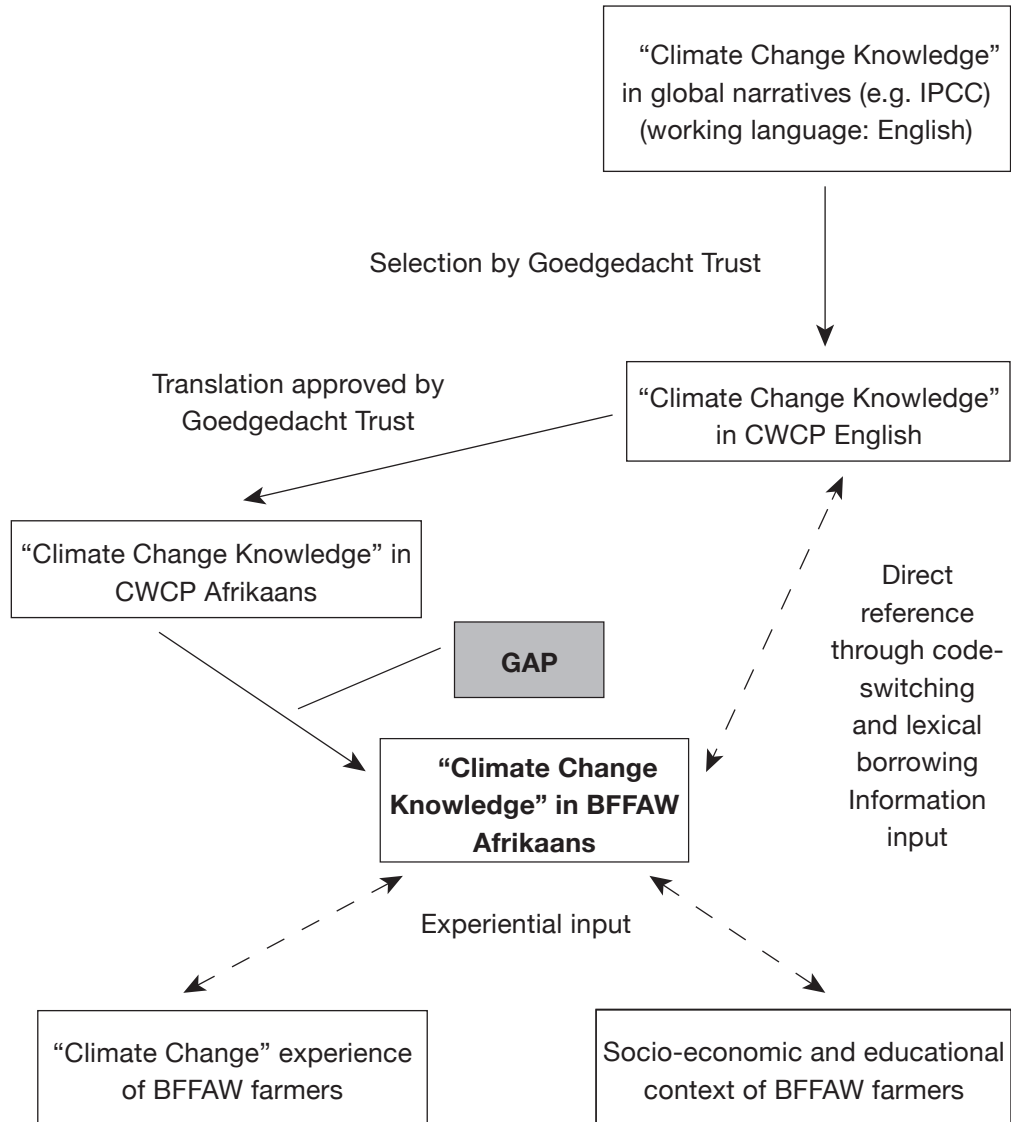 “Climate Change Knowledge”
in global narratives (e.g. IPCC)
(working language: English)
Selection by Goedgedacht Trust
Translation approved by
Goedgedacht Trust
“Climate Change Knowledge”
in CWCP English
“Climate Change Knowledge” in
CWCP Afrikaans
Direct
reference
through code-
switching
and lexical
borrowing
Information
input
GAP
“Climate Change
Knowledge” in BFFAW
Afrikaans
Experiential input
“Climate Change” experience
of BFFAW farmers
Socio-economic and educational
context of BFFAW farmers